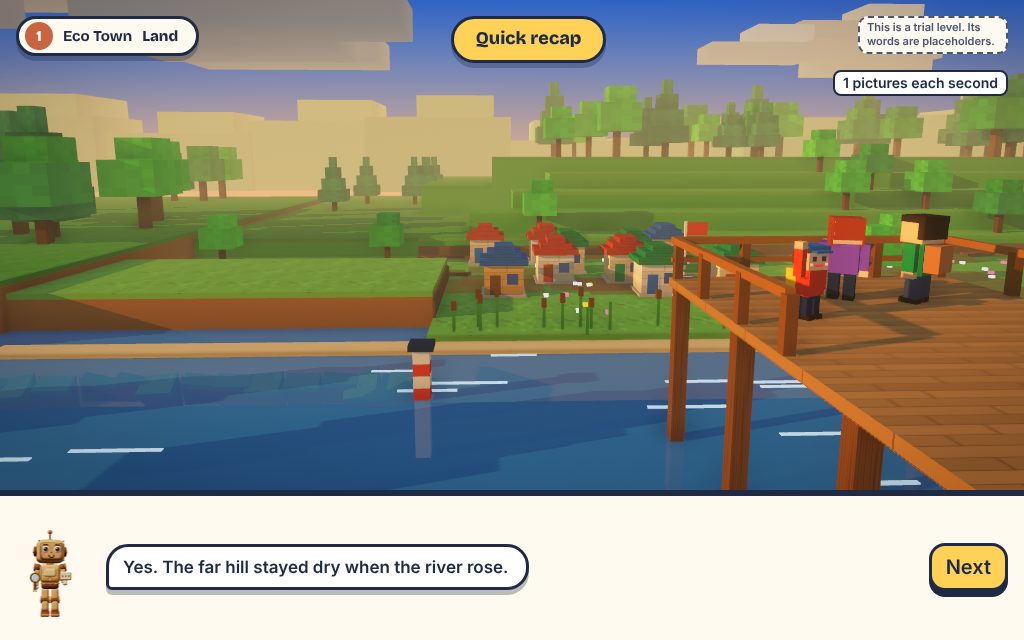 1 Eco Town Land
Quick recap
This is a trial level. Its
words are placeholders.
1 pictures each second
Yes. The far hill stayed dry when the river rose.
Next